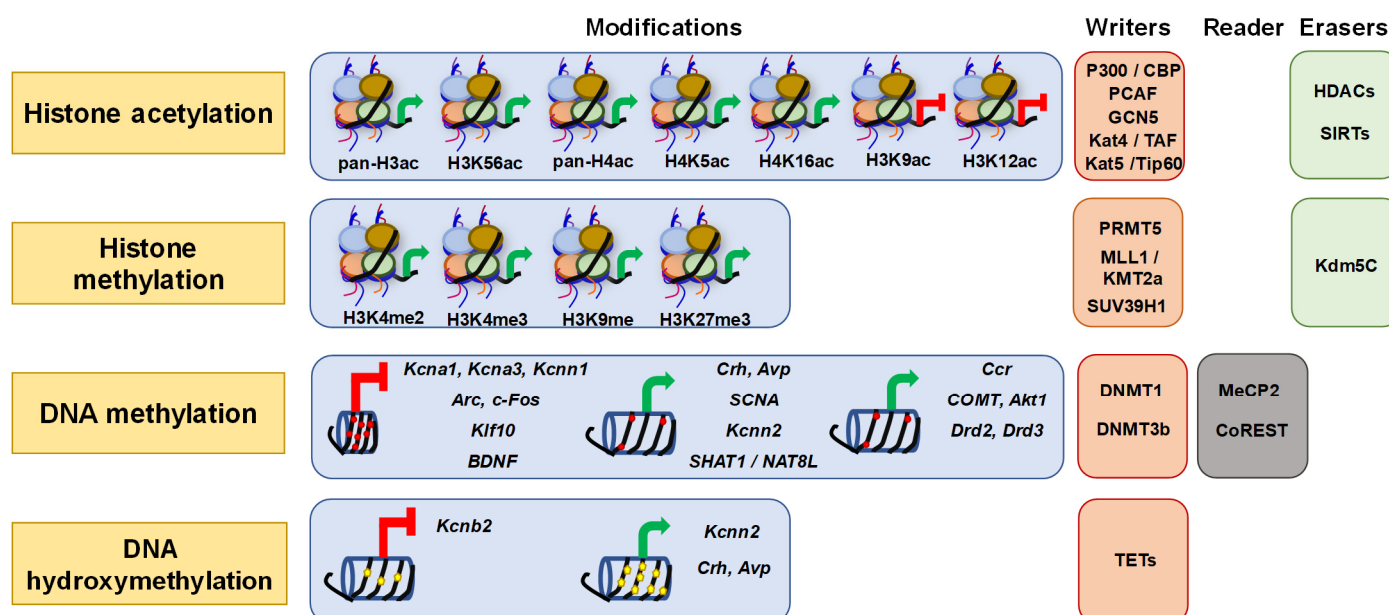 Modifications
Writers
Reader
Erasers
Histone acetylation
pan-H3ac
H3K56ac
pan-H4ac
H4K5ac
H4K16ac
H3K9ac
H3K12ac
P300 / CBP
PCAF
GCN5
Kat4 / TAF
Kat5 /Tip60
HDACs
SIRTs
Histone
methylation
H3K4me2
H3K4me3
H3K9me
H3K27me3
PRMT5
MLL1 /
KMT2a
SUV39H1
Kdm5C
DNA methylation
Kcna1, Kcna3, Kcnn1
Arc, c-Fos
Klf10
BDNF
Crh, Avp
SCNA
Kcnn2
SHAT1 / NAT8L
Ccr
COMT, Akt1
Drd2, Drd3
DNMT1
DNMT3b
MeCP2
CoREST
DNA
hydroxymethylation
Kcnb2
Kcnn2
Crh, Avp
TETs